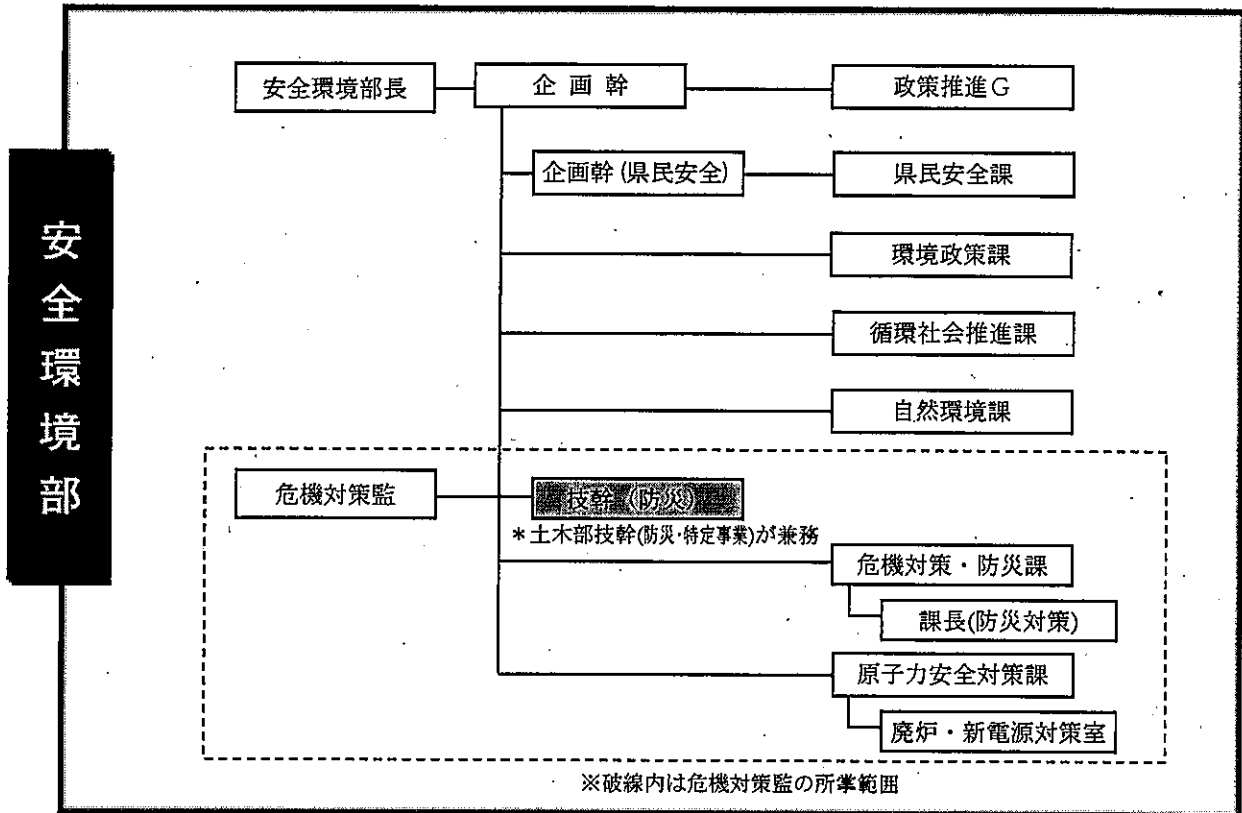 安全環境部
安全環境部長
企画幹
政策推進G
企画幹(県民安全)
県民安全課
環境政策課
循環社会推進課
自然環境課
危機対策監
技幹(防災)
*土木部技幹(防災・特定事業)が兼務
危機対策・防災課
課長(防災対策)
原子力安全対策課
廃炉・新電源対策室
※破線内は危機対策監の所掌範囲